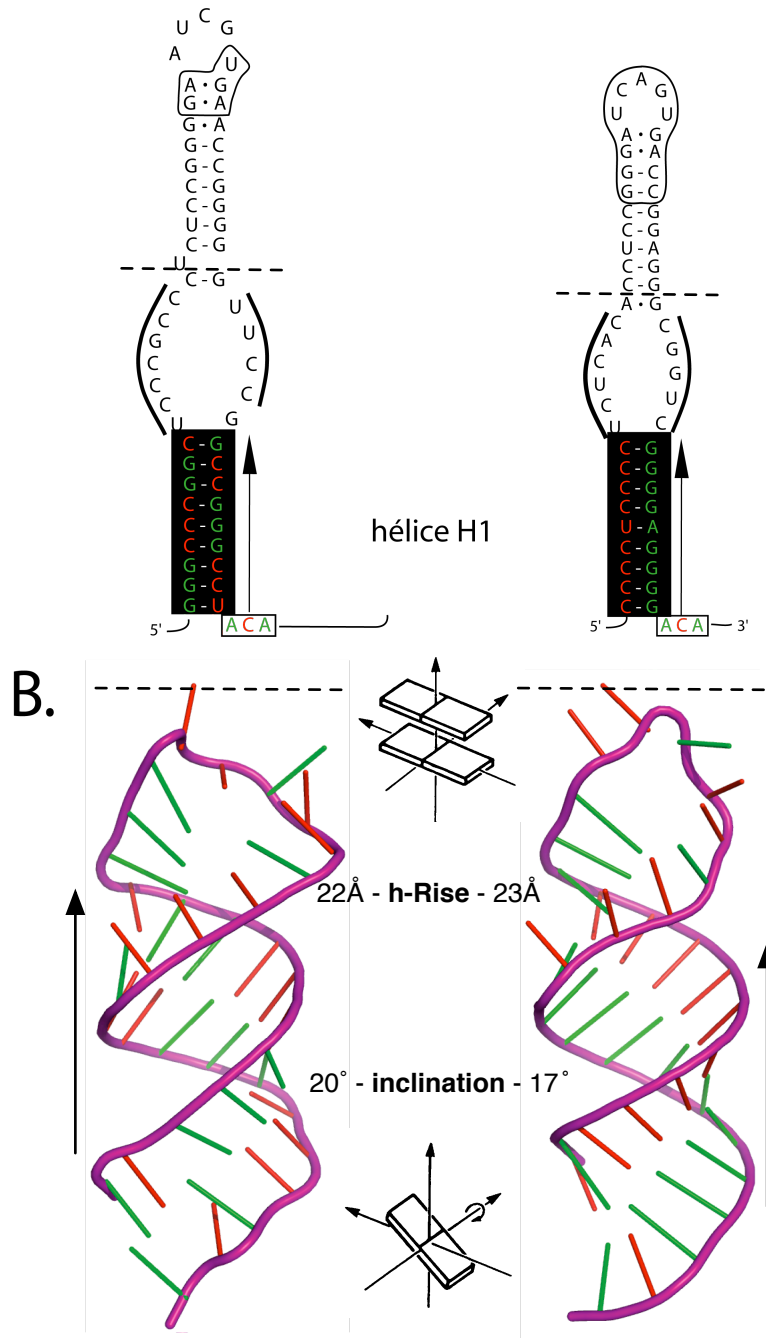 C
U G
A U
A · G
G · A
G · A
G - C
G - C
C - G
C - G
U - G
C - G
U
C - G
C U
C
G U
C C
C
C C
U G
C - G
G - C
G - C
C - G
C - G
C - G
G - C
G - C
G - U
5' A C A
hélice H1
A
C G
U U
A · G
G · A
G - C
G - C
C - G
C - G
U - A
C - G
C - G
A · G
C C
A G
C G
U U
C
U C
C - G
C - G
C - G
C - G
U - A
C - G
C - G
C - G
C - G
5' A C A 3'
B.
22Å - h-Rise - 23Å
20° - inclination - 17°